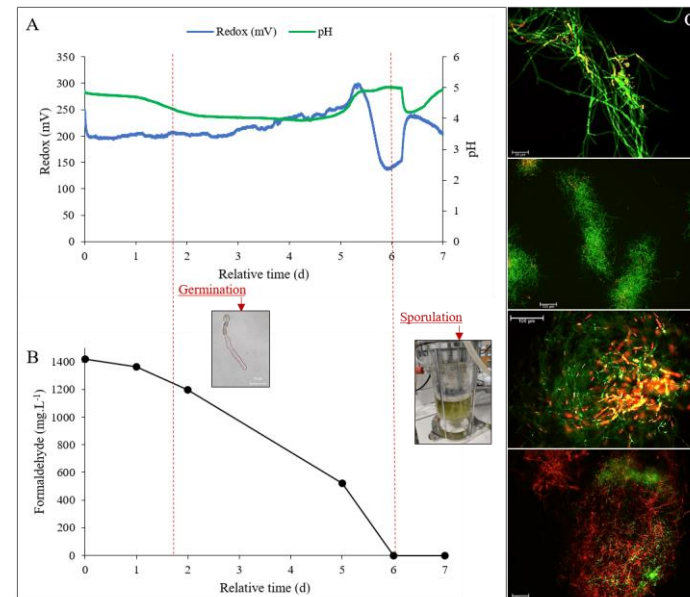 A
Redox (mV)
pH
350
300
250
200
150
100
50
0
Redox (mV)
6
5
4
3
2
1
0
pH
0 1 2 3 4 5 6 7
Relative time (d)
Germination
Sporulation
B
1400
1200
1000
800
600
400
200
0
Formaldehyde (mg.L-1)
0 1 2 3 4 5 6 7
Relative time (d)